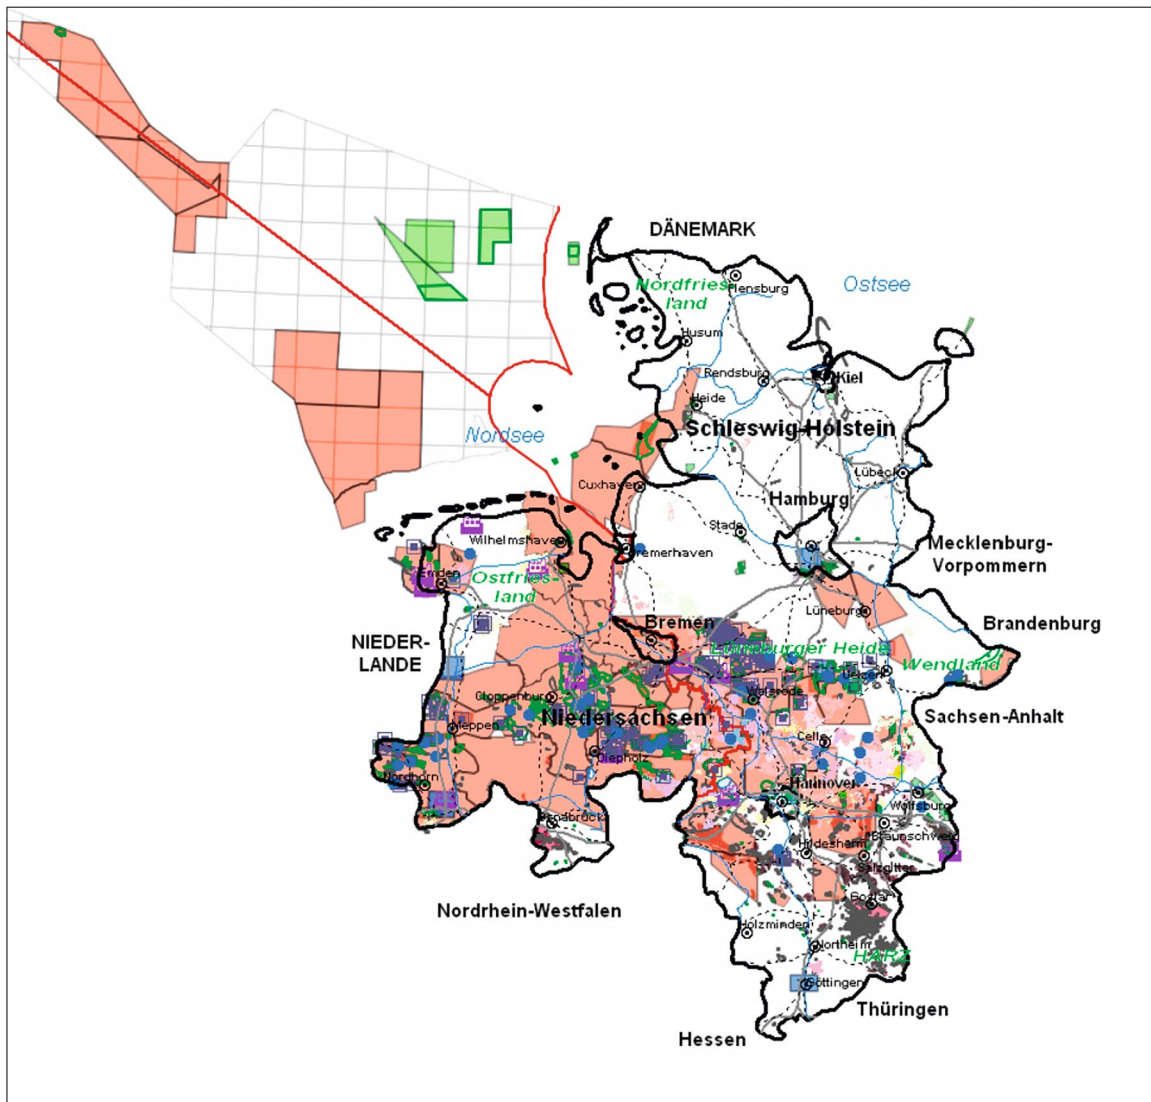 DÄNEMARK
Ostsee
Nordfries-
land
Flensburg
Husum
Rendsburg
Kiel
Heide
Schleswig-Holstein
Nordsee
Lübeck
Cuxhaven
Hamburg
Stade
Wilhelmshaven
Bremerhaven
Mecklenburg-
Vorpommern
Emden
Ostfries-
land
Lüneburg
Bremen
Brandenburg
NIEDER-
LANDE
Lüneburger Heide
Wendland
Uelzen
Cloppenburg
Walsrode
Niedersachsen
Sachsen-Anhalt
Meppen
Celle
Diepholz
Nordhorn
Hannover
Wolfsburg
Osnabrück
Braunschweig
Hildesheim
Salzgitter
Goslar
Nordrhein-Westfalen
Holzminden
Northeim
HARZ
Göttingen
Thüringen
Hessen